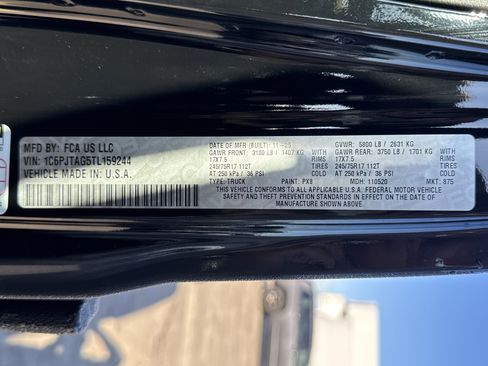 MFD BY: FCA US LLC
VIN: 1C6PJTAG5TL159244
VEHICLE MADE IN: U.S.A.
DATE OF MFR (BUILT): 11-25 GVWR: 5800 LB / 2631 KG
GAWR FRONT: 3100 LB / 1407 KG WITH GAWR REAR: 3750 LB / 1701 KG WITH
17X7.5 RIMS 17X7.5 RIMS
245/75R17 112T TIRES 245/75R17 112T TIRES
AT 250 kPa / 36 PSI AT 250 kPa / 36 PSI
TYPE: TRUCK PAINT: PX8 MDH: 110520 MKT: 875
THIS VEHICLE CONFORMS TO ALL APPLICABLE U.S.A. FEDERAL MOTOR VEHICLE
SAFETY AND THEFT PREVENTION STANDARDS IN EFFECT ON THE DATE OF
MANUFACTURE SHOWN ABOVE.